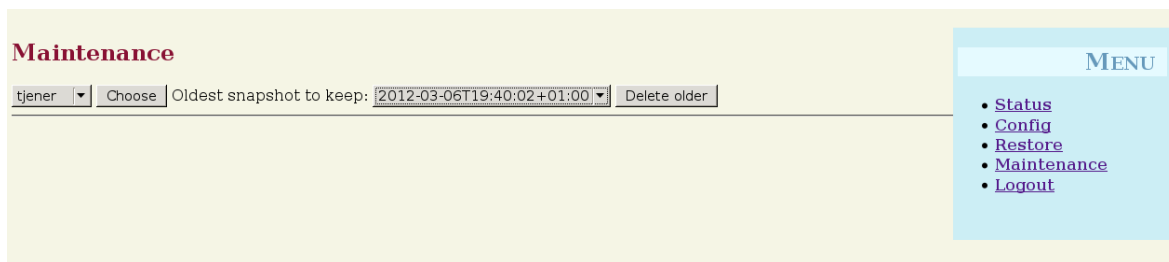 Maintenance
tjener Choose Oldest snapshot to keep: 2012-03-06T19:40:02+01:00 Delete older
MENU
Status
Config
Restore
Maintenance
Logout